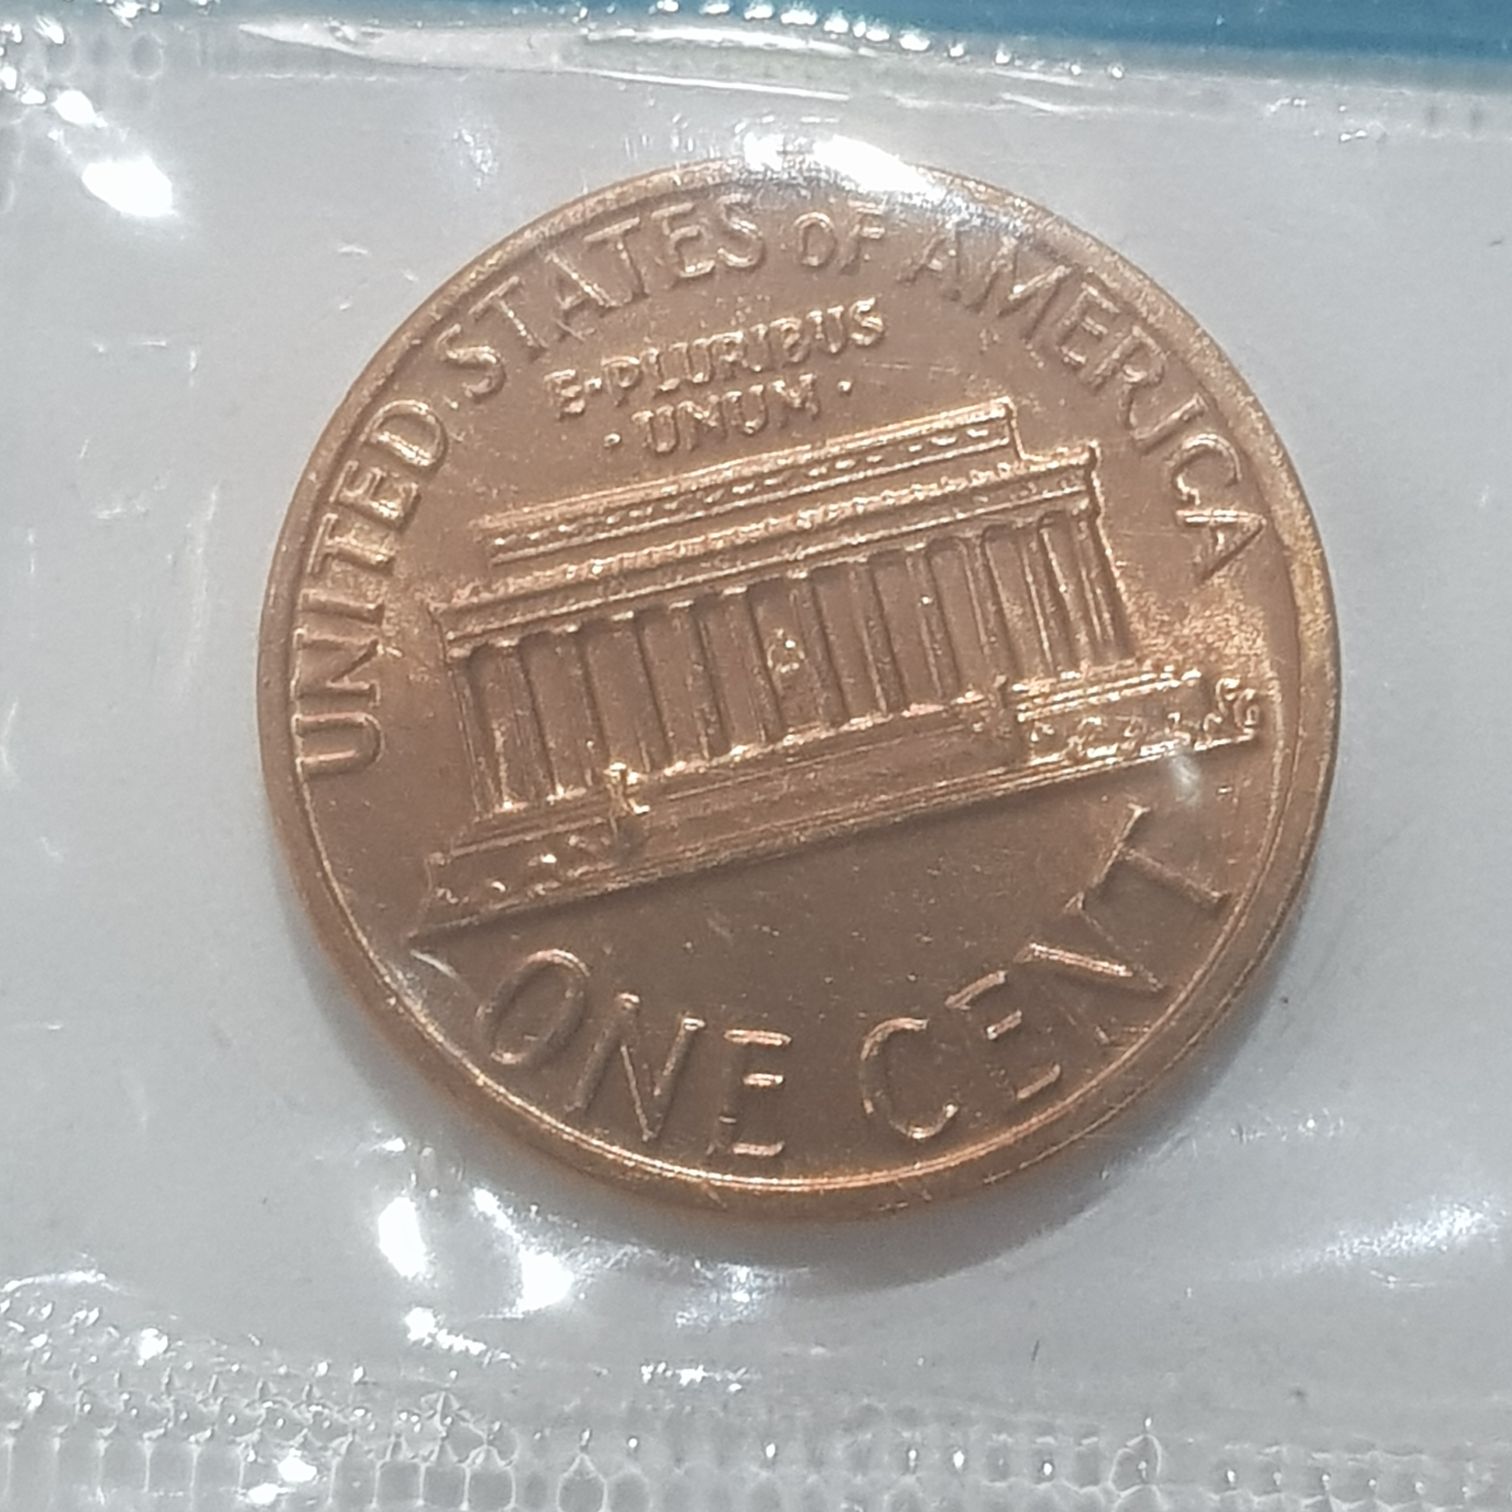 UNITED STATES OF AMERICA
E·PLURIBUS
·UNUM·
ONE CENT